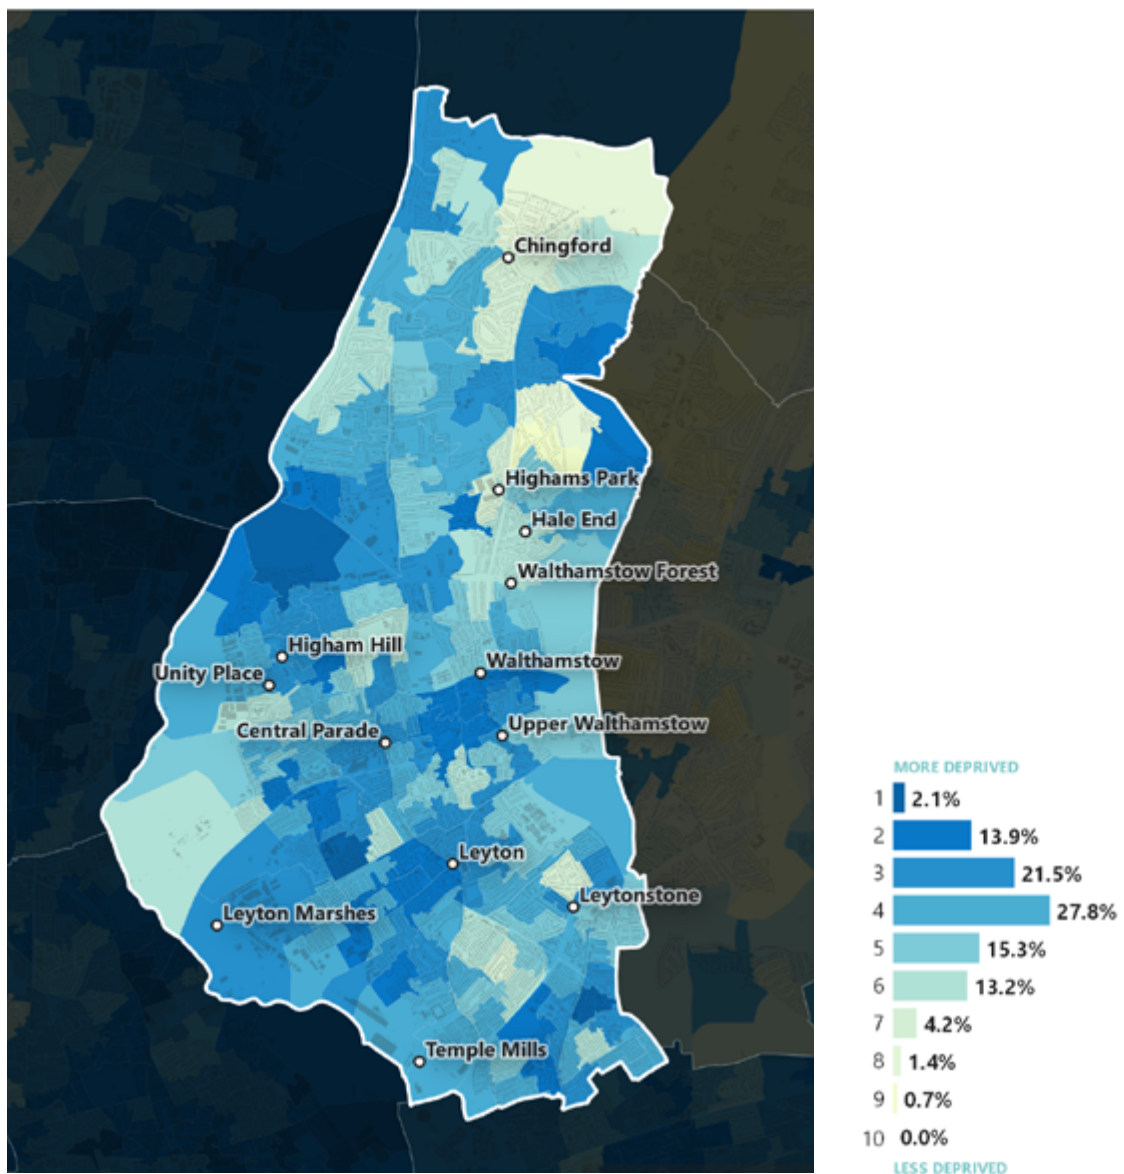 Chingford
Highams Park
Hale End
Walthamstow Forest
Higham Hill
Unity Place
Walthamstow
Central Parade
Upper Walthamstow
Leyton
Leytonstone
Leyton Marshes
Temple Mills
MORE DEPRIVED
1 2.1%
2 13.9%
3 21.5%
4 27.8%
5 15.3%
6 13.2%
7 4.2%
8 1.4%
9 0.7%
10 0.0%
LESS DEPRIVED